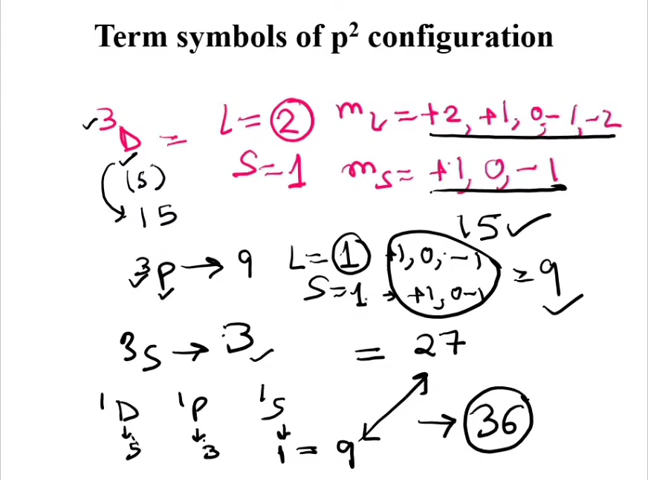 Term symbols of p² configuration
✓³D = L=② mL = +2, +1, 0, -1, -2
(5) S=1 ms = +1, 0, -1
15 15✓
³P → 9 L=① +1, 0, -1
S=1 → +1, 0 -1 = 9
3S → 3 = 27
¹D ¹P ¹S → 36
5 3 1 = 9